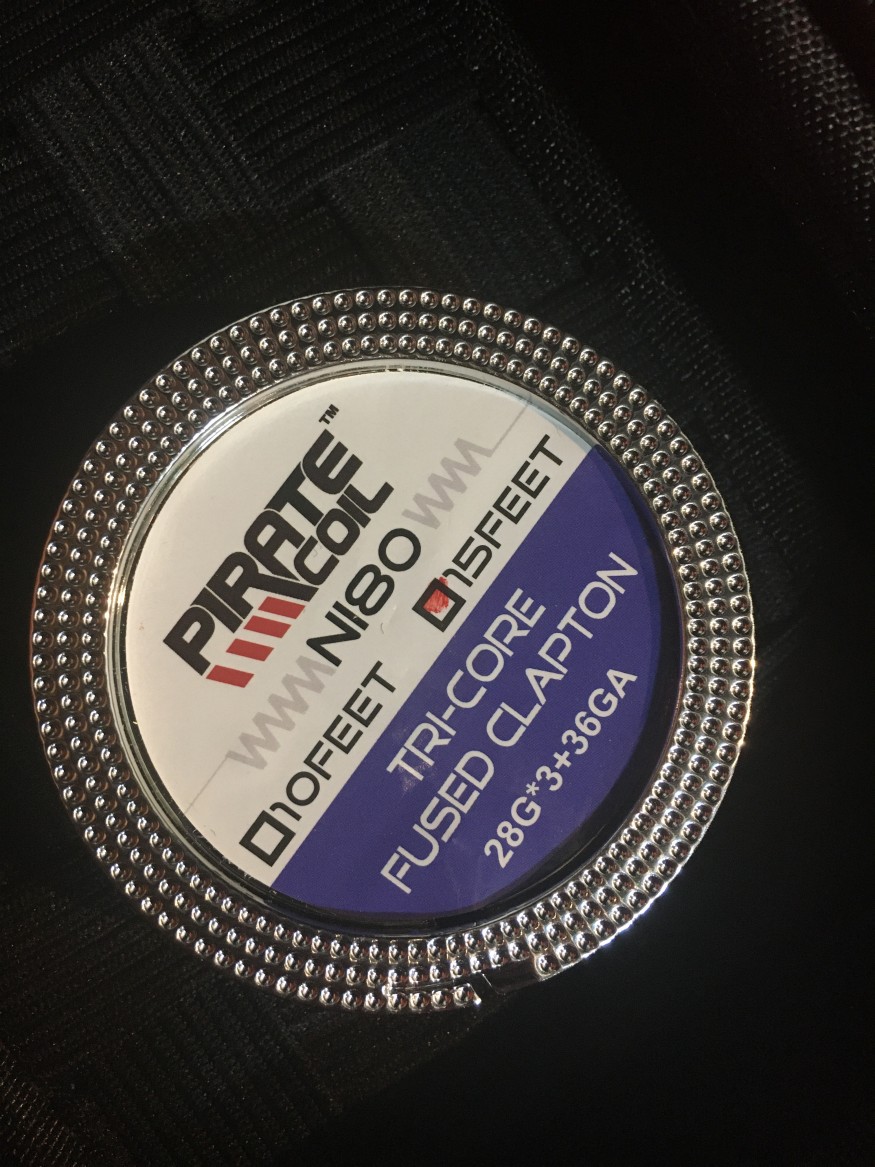 PIRATE™
COIL
NI80
10FEET
15FEET
TRI-CORE
FUSED CLAPTON
28G*3+36GA